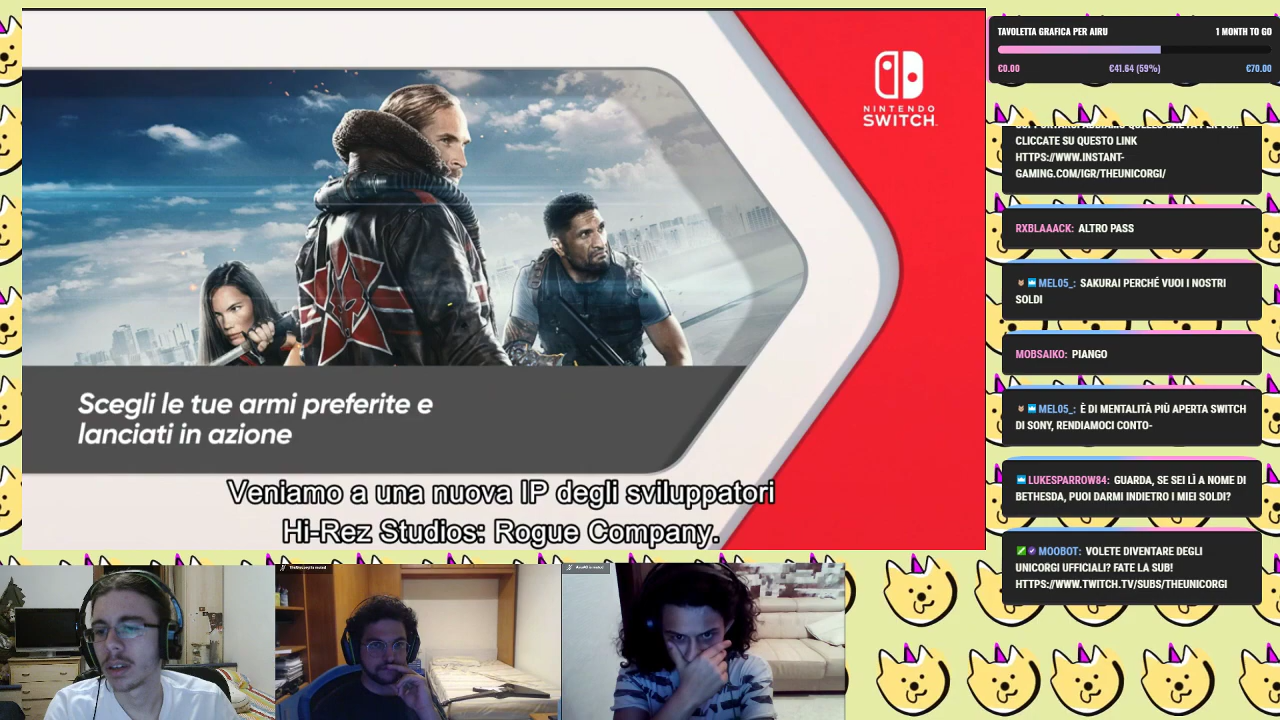 NINTENDO
SWITCH
Scegli le tue armi preferite e
lanciati in azione
Veniamo a una nuova IP degli sviluppatori
Hi-Rez Studios: Rogue Company.
TAVOLETTA GRAFICA PER AIRU
1 MONTH TO GO
€0.00
€41.64 (59%)
€70.00
CLICCATE SU QUESTO LINK
HTTPS://WWW.INSTANT-
GAMING.COM/IGR/THEUNICORGI/
RXBLAAACK: ALTRO PASS
MEL05_: SAKURAI PERCHÉ VUOI I NOSTRI
SOLDI
MOBSAIKO: PIANGO
MEL05_: È DI MENTALITÀ PIÙ APERTA SWITCH
DI SONY, RENDIAMOCI CONTO-
LUKESPARROW84: GUARDA, SE SEI LÌ A NOME DI
BETHESDA, PUOI DARMI INDIETRO I MIEI SOLDI?
MOOBOT: VOLETE DIVENTARE DEGLI
UNICORGI UFFICIALI? FATE LA SUB!
HTTPS://WWW.TWITCH.TV/SUBS/THEUNICORGI